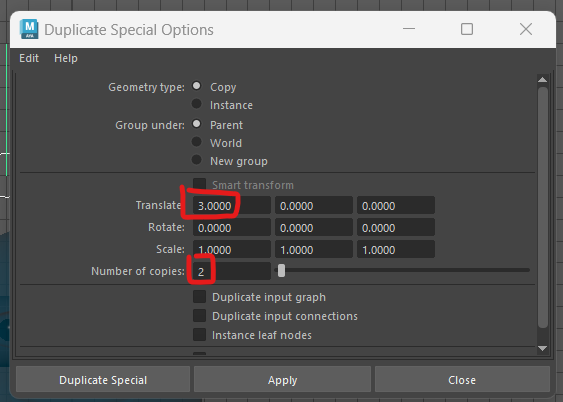 M
AYA
Duplicate Special Options
Edit Help
Geometry type: Copy
Instance
Group under: Parent
World
New group
Smart transform
Translate: 3.0000 0.0000 0.0000
Rotate: 0.0000 0.0000 0.0000
Scale: 1.0000 1.0000 1.0000
Number of copies: 2
Duplicate input graph
Duplicate input connections
Instance leaf nodes
Duplicate Special Apply Close